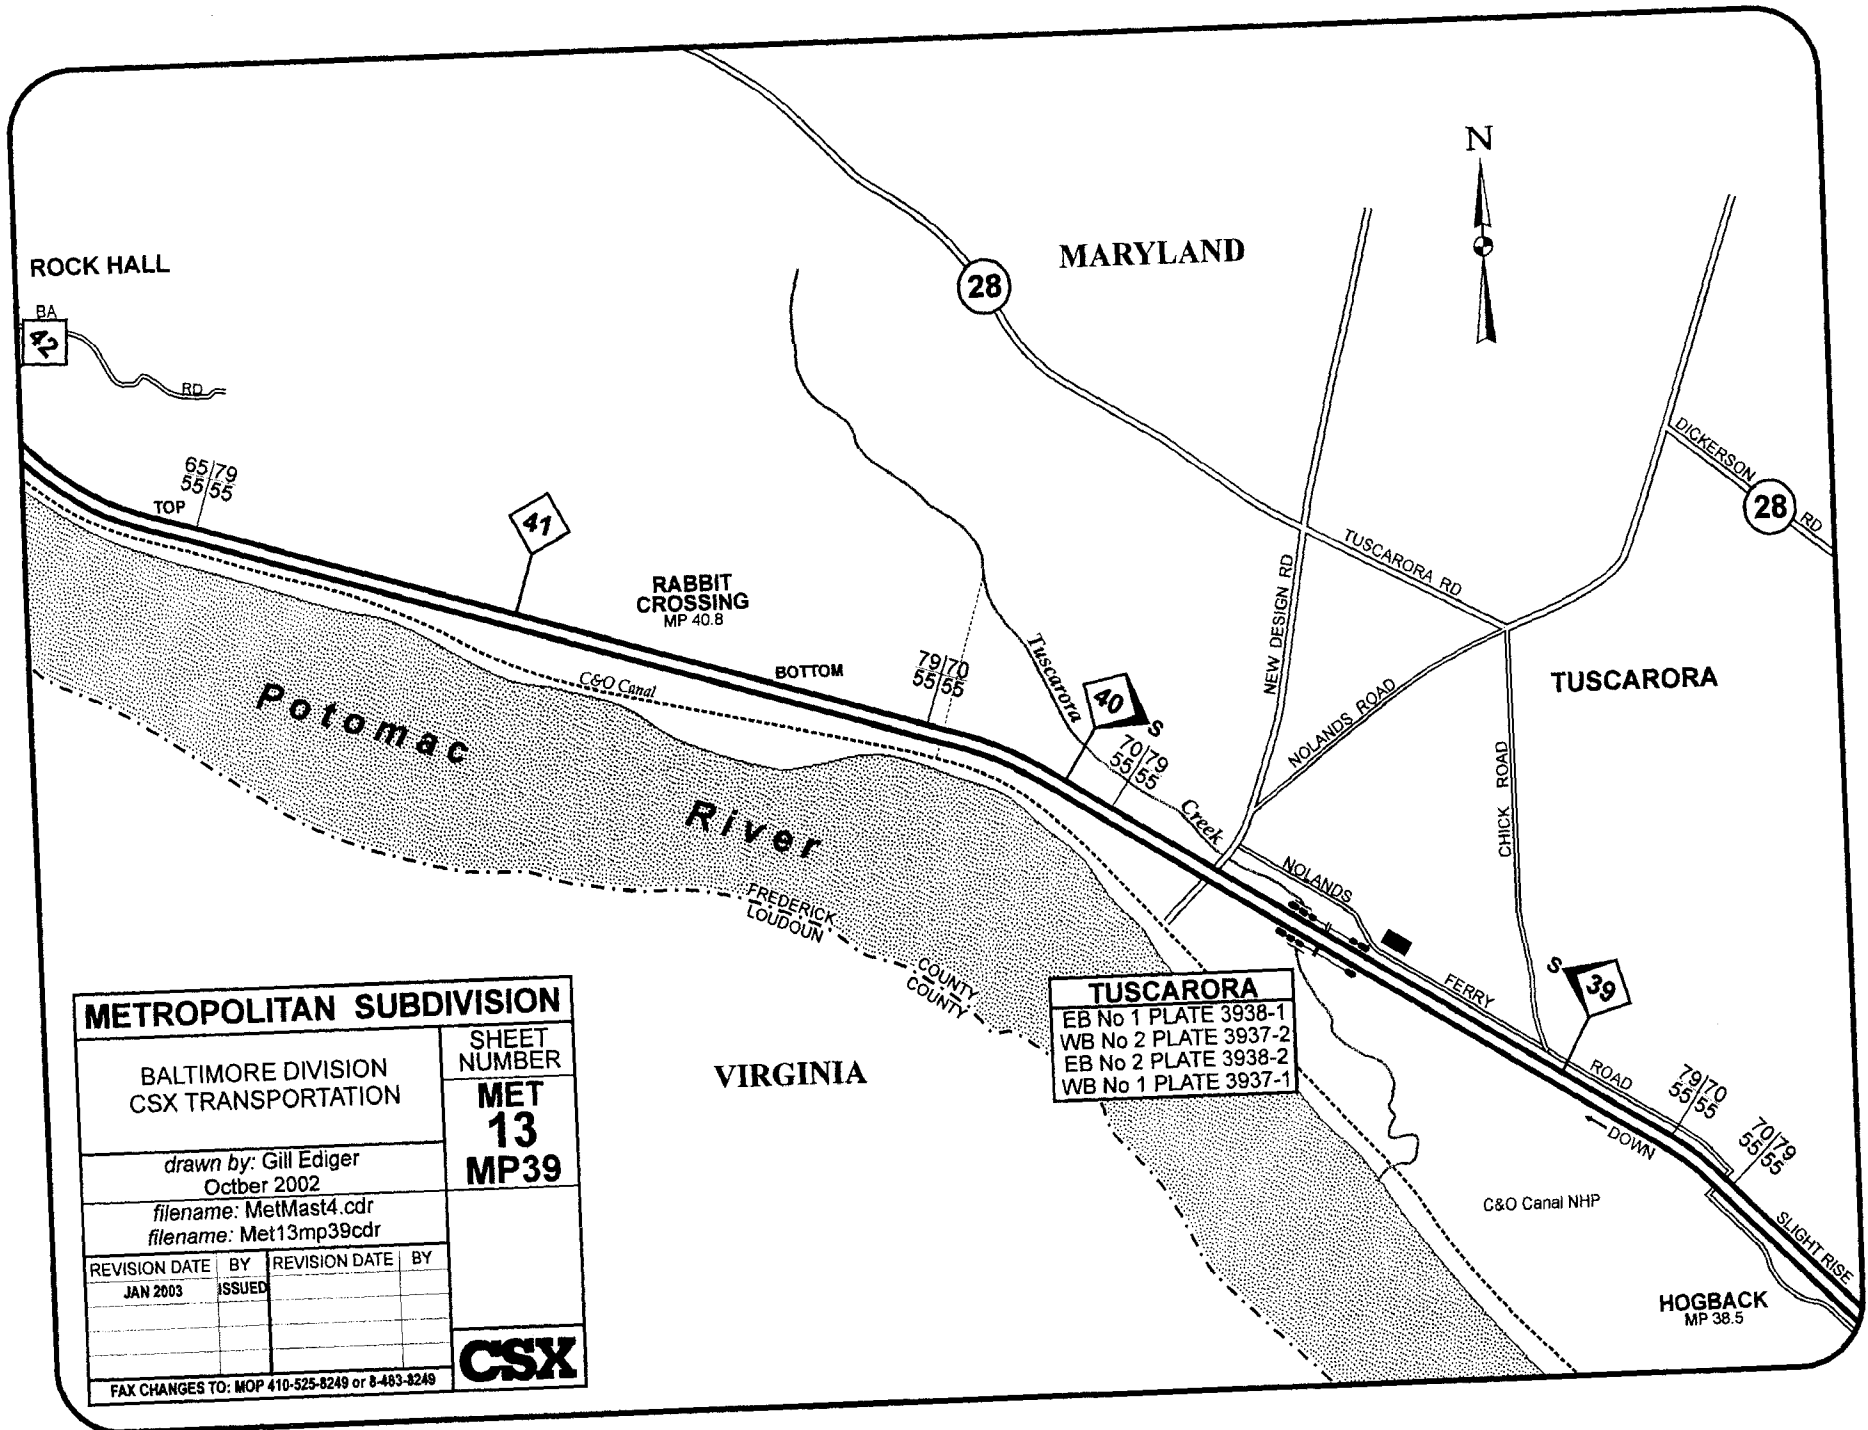 N
MARYLAND
28
ROCK HALL
BA
42
RD
65|79
55|55
TOP
41
RABBIT
CROSSING
MP 40.8
BOTTOM
79|70
55|55
C&O Canal
Potomac
River
Tuscarora
Creek
40
S
70|79
55|55
NEW DESIGN RD
TUSCARORA RD
DICKERSON
28
RD
NOLANDS ROAD
CHICK ROAD
TUSCARORA
NOLANDS
FERRY
ROAD
S
39
79|70
55|55
70|79
55|55
DOWN
SLIGHT RISE
C&O Canal NHP
HOGBACK
MP 38.5
FREDERICK
LOUDOUN
COUNTY
COUNTY
VIRGINIA
TUSCARORA
EB No 1 PLATE 3938-1
WB No 2 PLATE 3937-2
EB No 2 PLATE 3938-2
WB No 1 PLATE 3937-1
METROPOLITAN SUBDIVISION
BALTIMORE DIVISION
CSX TRANSPORTATION
SHEET
NUMBER
MET
13
MP39
drawn by: Gill Ediger
Octber 2002
filename: MetMast4.cdr
filename: Met13mp39cdr
REVISION DATE BY REVISION DATE BY
JAN 2003 ISSUED
FAX CHANGES TO: MOP 410-525-8249 or 8-483-8249
CSX